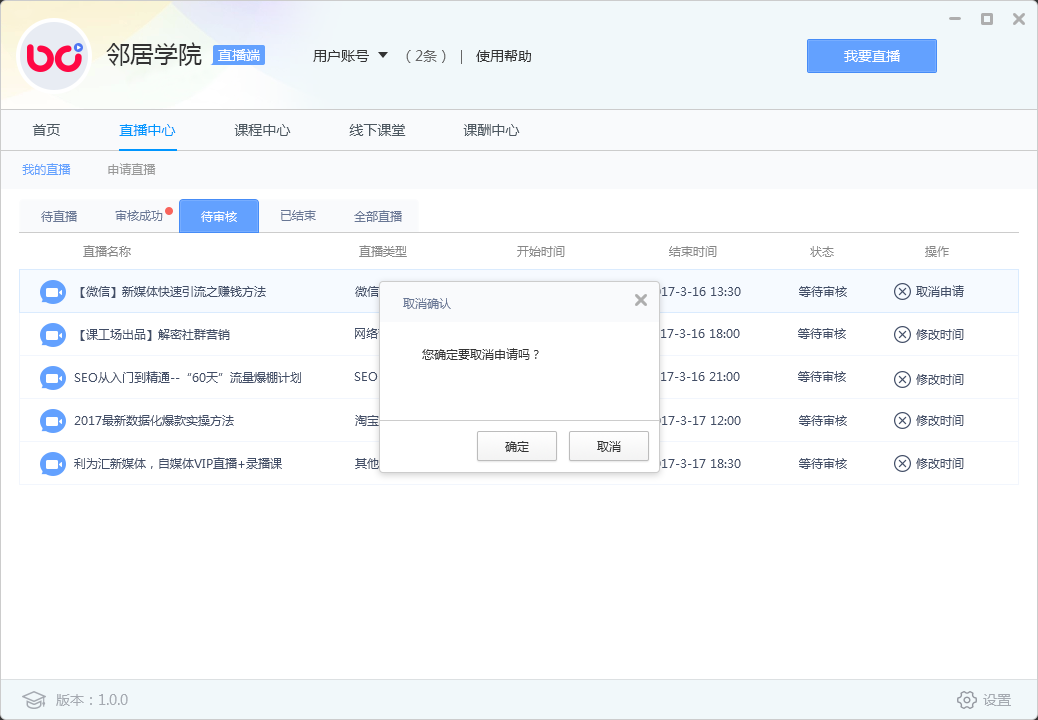 bci
邻居学院 直播端
用户账号 （2条） | 使用帮助
我要直播
首页 直播中心 课程中心 线下课堂 课酬中心
我的直播 申请直播
待直播 审核成功 待审核 已结束 全部直播
直播名称 直播类型 开始时间 结束时间 状态 操作
【微信】新媒体快速引流之赚钱方法 微信 17-3-16 13:30 等待审核 取消申请
【课工场出品】解密社群营销 网络 17-3-16 18:00 等待审核 修改时间
SEO从入门到精通--“60天”流量爆棚计划 SEO 17-3-16 21:00 等待审核 修改时间
2017最新数据化爆款实操方法 淘宝 17-3-17 12:00 等待审核 修改时间
利为汇新媒体，自媒体VIP直播+录播课 其他 17-3-17 18:30 等待审核 修改时间
取消确认
您确定要取消申请吗？
确定 取消
版本：1.0.0
设置